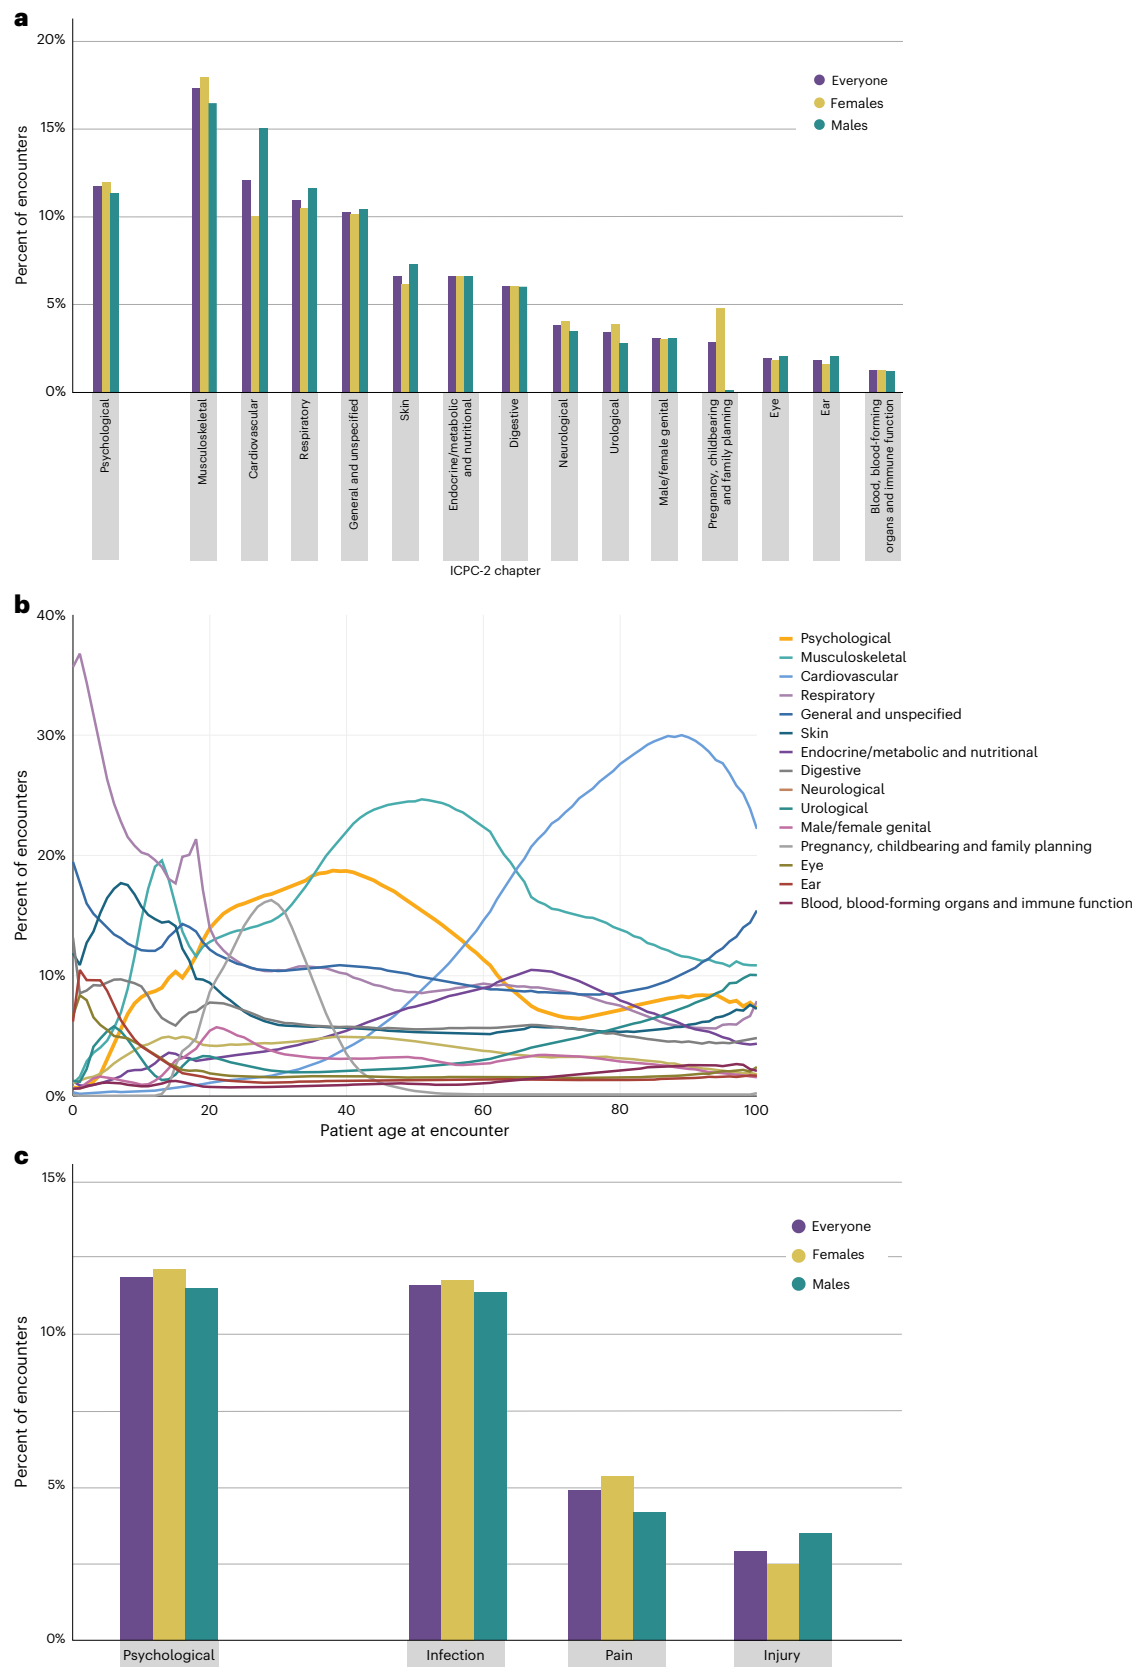 a
20%
15%
10%
5%
0%
Percent of encounters
Everyone
Females
Males
Psychological
Musculoskeletal
Cardiovascular
Respiratory
General and unspecified
Skin
Endocrine/metabolic
and nutritional
Digestive
Neurological
Urological
Male/female genital
Pregnancy, childbearing
and family planning
Eye
Ear
Blood, blood-forming
organs and immune function
ICPC-2 chapter
b
40%
30%
20%
10%
0%
Percent of encounters
0
20
40
60
80
100
Patient age at encounter
Psychological
Musculoskeletal
Cardiovascular
Respiratory
General and unspecified
Skin
Endocrine/metabolic and nutritional
Digestive
Neurological
Urological
Male/female genital
Pregnancy, childbearing and family planning
Eye
Ear
Blood, blood-forming organs and immune function
c
15%
10%
5%
0%
Percent of encounters
Everyone
Females
Males
Psychological
Infection
Pain
Injury